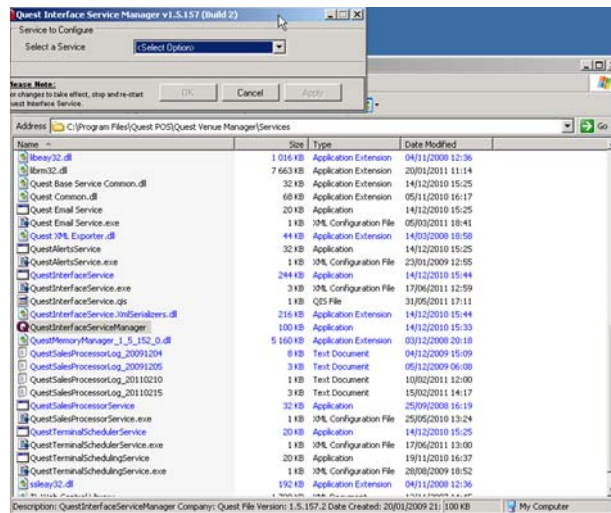 Quest Interface Service Manager v1.5.157 (Build 2)
Service to Configure
Select a Service <Select Option>
Please Note:
For changes to take effect, stop and re-start
Quest Interface Service.
OK Cancel Apply
Address C:\Program Files\Quest POS\Quest Venue Manager\Services Go
Name Size Type Date Modified
libeay32.dll 1 016 KB Application Extension 04/11/2008 12:36
librm32.dll 7 663 KB Application Extension 20/01/2011 11:14
Quest Base Service Common.dll 32 KB Application Extension 14/12/2010 15:25
Quest Common.dll 68 KB Application Extension 05/11/2010 16:17
Quest Email Service 20 KB Application 14/12/2010 15:25
Quest Email Service.exe 1 KB XML Configuration File 05/03/2011 18:41
Quest XML Exporter.dll 44 KB Application Extension 14/03/2008 18:58
QuestAlertsService 32 KB Application 14/12/2010 15:25
QuestAlertsService.exe 1 KB XML Configuration File 23/01/2009 12:55
QuestInterfaceService 244 KB Application 14/12/2010 15:44
QuestInterfaceService.exe 3 KB XML Configuration File 17/06/2011 12:59
QuestInterfaceService.qis 1 KB QIS File 31/05/2011 17:11
QuestInterfaceService.XmlSerializers.dll 216 KB Application Extension 14/12/2010 15:44
QuestInterfaceServiceManager 100 KB Application 14/12/2010 15:33
QuestMemoryManager_1_5_152_0.dll 5 160 KB Application Extension 03/12/2008 20:18
QuestSalesProcessorLog_20091204 8 KB Text Document 04/12/2009 15:09
QuestSalesProcessorLog_20091205 3 KB Text Document 05/12/2009 06:08
QuestSalesProcessorLog_20110210 1 KB Text Document 10/02/2011 12:00
QuestSalesProcessorLog_20110215 3 KB Text Document 15/02/2011 14:17
QuestSalesProcessorService 32 KB Application 25/09/2008 16:19
QuestSalesProcessorService.exe 1 KB XML Configuration File 25/05/2010 13:24
QuestTerminalSchedulerService 20 KB Application 14/12/2010 15:25
QuestTerminalSchedulerService.exe 1 KB XML Configuration File 17/06/2011 13:00
QuestTerminalSchedulingService 20 KB Application 19/11/2010 16:37
QuestTerminalSchedulingService.exe 1 KB XML Configuration File 28/08/2009 18:52
ssleay32.dll 192 KB Application Extension 04/11/2008 12:36
Description: QuestInterfaceServiceManager Company: Quest File Version: 1.5.157.2 Date Created: 20/01/2009 21: 100 KB My Computer